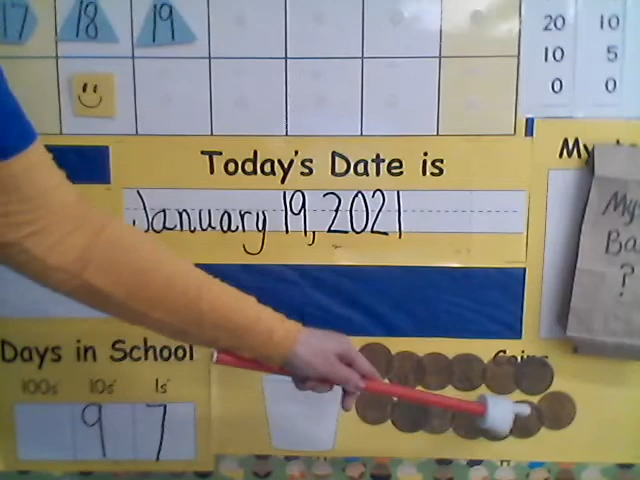 17 18 19
20 10
10 5
0 0
Today's Date is
January 19, 2021
My
Days in School
100s 10s 1s
9 7
?